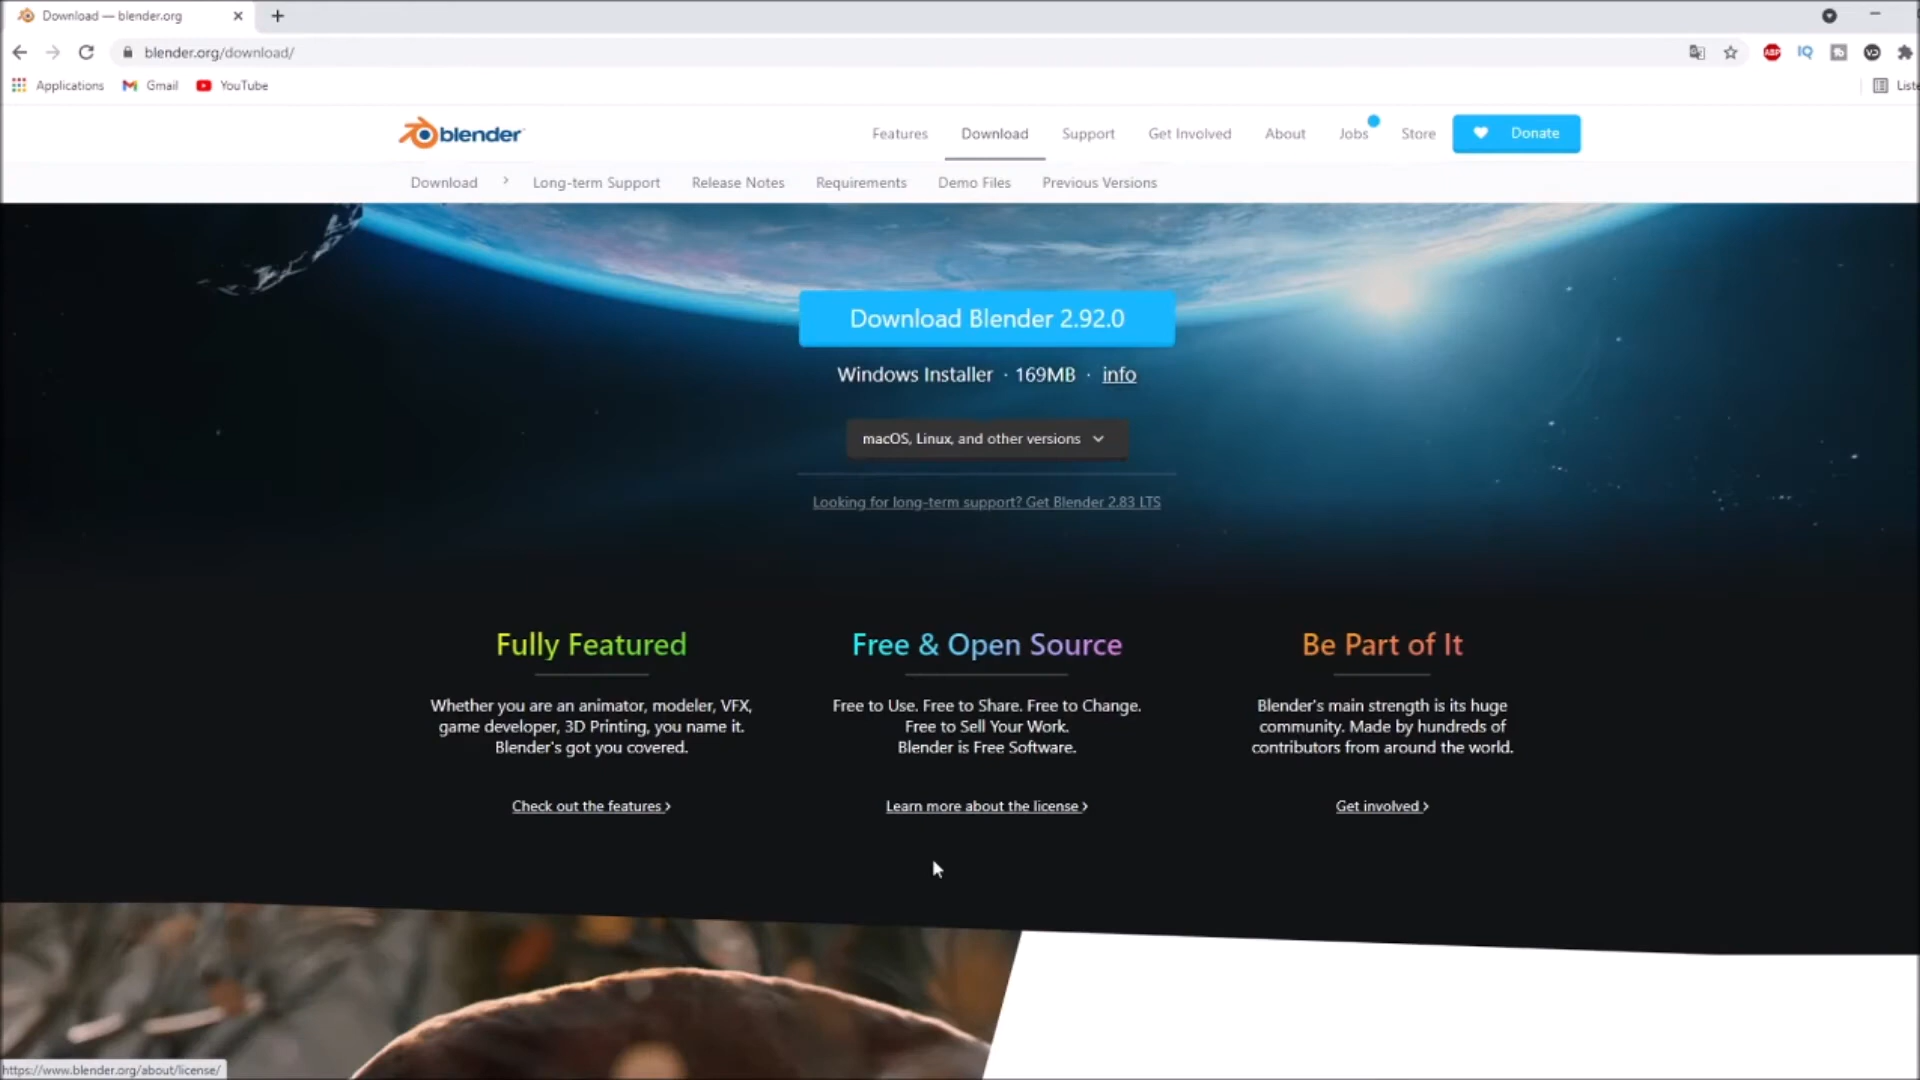 Download — blender.org
blender.org/download/
ABP
IQ
Applications
Gmail
YouTube
Liste
blender
Features
Download
Support
Get Involved
About
Jobs
Store
Donate
Download
Long-term Support
Release Notes
Requirements
Demo Files
Previous Versions
Download Blender 2.92.0
Windows Installer · 169MB · info
macOS, Linux, and other versions
Looking for long-term support? Get Blender 2.83 LTS
Fully Featured
Whether you are an animator, modeler, VFX,
game developer, 3D Printing, you name it.
Blender's got you covered.
Check out the features ›
Free & Open Source
Free to Use. Free to Share. Free to Change.
Free to Sell Your Work.
Blender is Free Software.
Learn more about the license ›
Be Part of It
Blender's main strength is its huge
community. Made by hundreds of
contributors from around the world.
Get involved ›
https://www.blender.org/about/license/